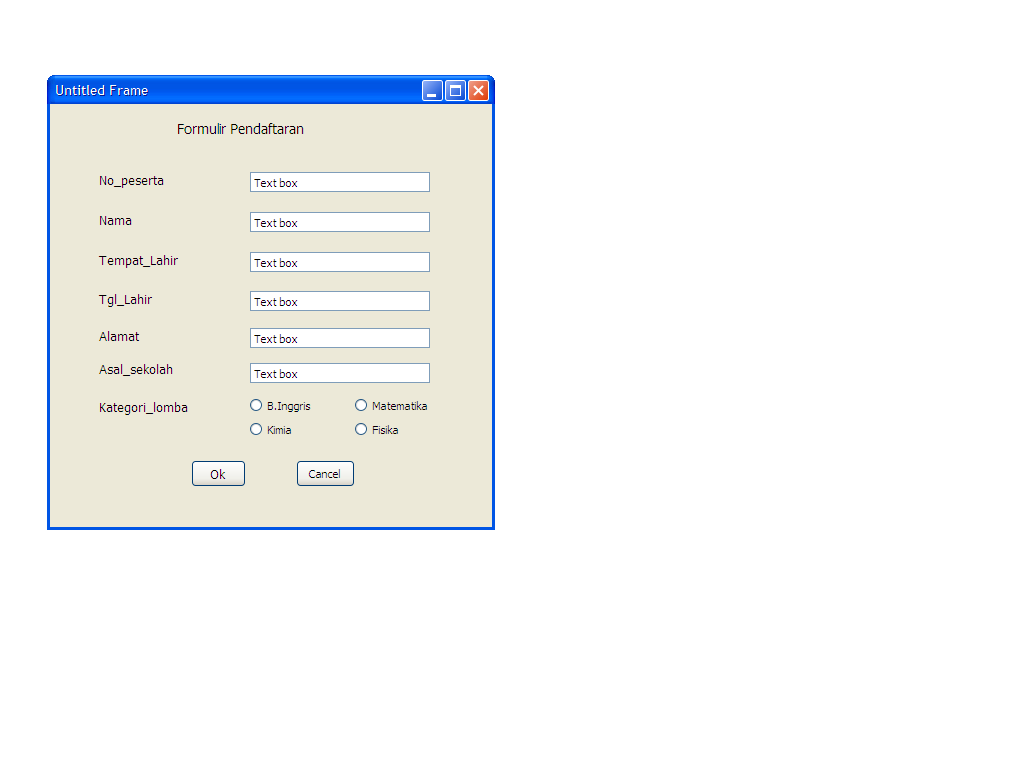 Untitled Frame
Formulir Pendaftaran
No_peserta Text box
Nama Text box
Tempat_Lahir Text box
Tgl_Lahir Text box
Alamat Text box
Asal_sekolah Text box
Kategori_lomba B.Inggris Matematika
Kimia Fisika
Ok Cancel